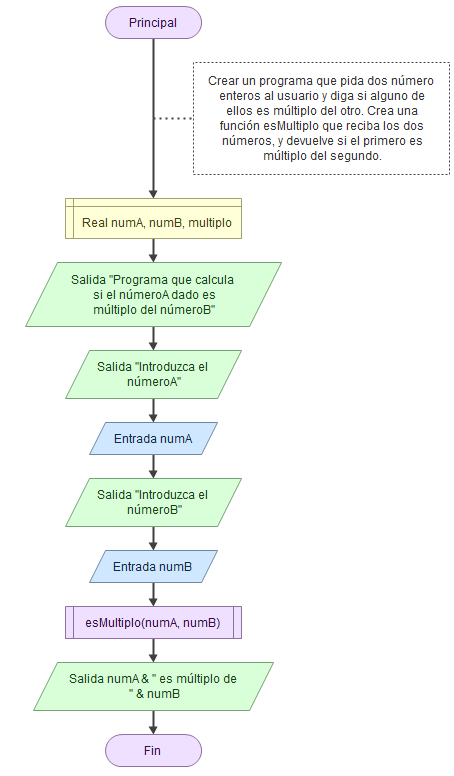 Principal
Crear un programa que pida dos número
enteros al usuario y diga si alguno de
ellos es múltiplo del otro. Crea una
función esMultiplo que reciba los dos
números, y devuelve si el primero es
múltiplo del segundo.
Real numA, numB, multiplo
Salida "Programa que calcula
si el númeroA dado es
múltiplo del númeroB"
Salida "Introduzca el
númeroA"
Entrada numA
Salida "Introduzca el
númeroB"
Entrada numB
esMultiplo(numA, numB)
Salida numA & " es múltiplo de
" & numB
Fin